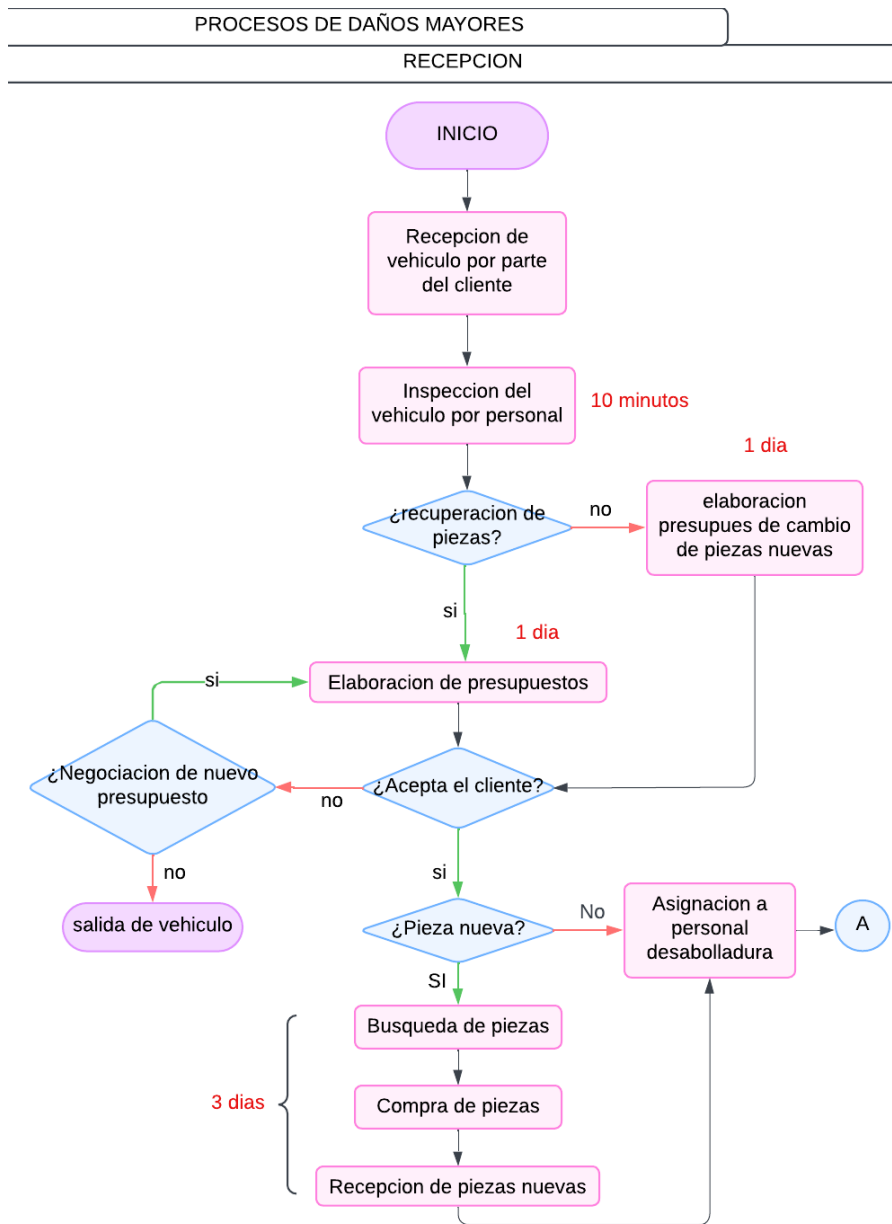 PROCESOS DE DAÑOS MAYORES
RECEPCION
INICIO
Recepcion de
vehiculo por parte
del cliente
Inspeccion del
vehiculo por personal
10 minutos
1 dia
¿recuperacion de
piezas?
no
elaboracion
presupues de cambio
de piezas nuevas
si
1 dia
si
Elaboracion de presupuestos
¿Negociacion de nuevo
presupuesto
no
¿Acepta el cliente?
no
si
salida de vehiculo
¿Pieza nueva?
No
Asignacion a
personal
desabolladura
A
SI
Busqueda de piezas
3 dias
Compra de piezas
Recepcion de piezas nuevas